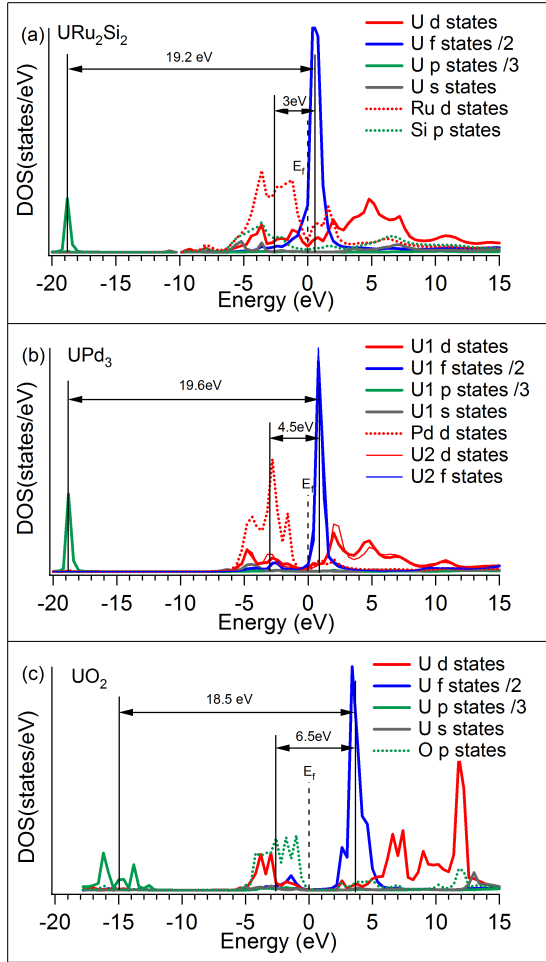 (a) URu₂Si₂
U d states
U f states /2
U p states /3
U s states
Ru d states
Si p states
19.2 eV
3eV
E_f
DOS(states/eV)
-20 -15 -10 -5 0 5 10 15
Energy (eV)
(b) UPd₃
U1 d states
U1 f states /2
U1 p states /3
U1 s states
Pd d states
U2 d states
U2 f states
19.6eV
4.5eV
E_f
DOS(states/eV)
-20 -15 -10 -5 0 5 10 15
Energy (eV)
(c) UO₂
U d states
U f states /2
U p states /3
U s states
O p states
18.5 eV
6.5eV
E_f
DOS(states/eV)
-20 -15 -10 -5 0 5 10 15
Energy (eV)